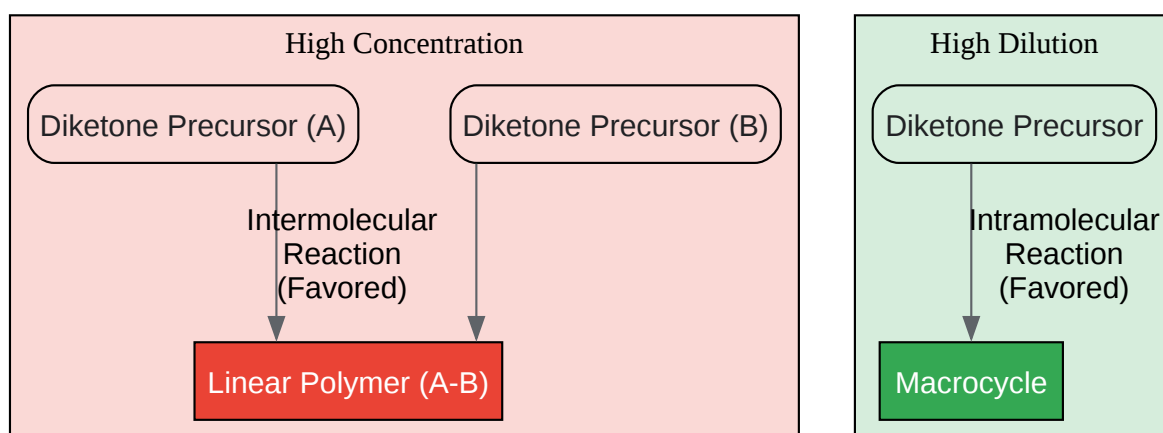 High Concentration
Diketone Precursor (A)
Diketone Precursor (B)
Intermolecular
Reaction
(Favored)
Linear Polymer (A-B)
High Dilution
Diketone Precursor
Intramolecular
Reaction
(Favored)
Macrocycle